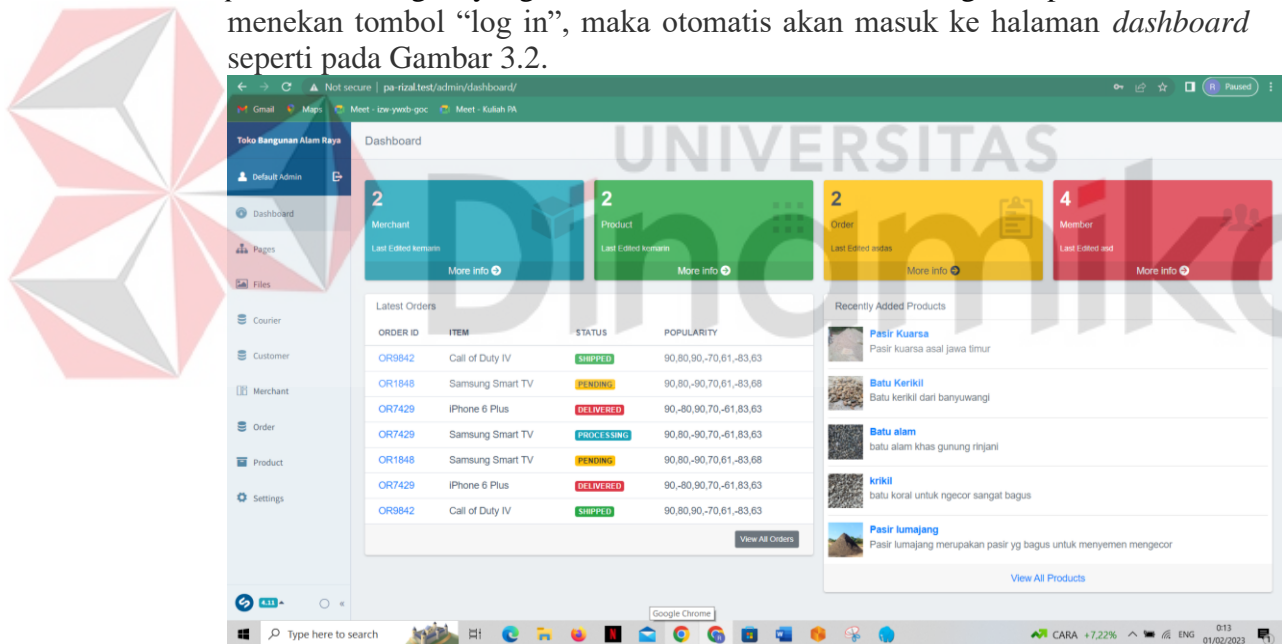 menekan tombol “log in”, maka otomatis akan masuk ke halaman dashboard
seperti pada Gambar 3.2.
Not secure | pa-rizal.test/admin/dashboard/
R Paused
Gmail Maps Meet - izw-ywxb-goc Meet - Kuliah PA
UNIVERSITAS
Dinamika
Toko Bangunan Alam Raya
Dashboard
Default Admin
Dashboard
Pages
Files
Courier
Customer
Merchant
Order
Product
Settings
4.11
2
Merchant
Last Edited kemarin
More info
2
Product
Last Edited kemarin
More info
2
Order
Last Edited asdas
More info
4
Member
Last Edited asd
More info
Latest Orders
ORDER ID ITEM STATUS POPULARITY
OR9842 Call of Duty IV SHIPPED 90,80,90,-70,61,-83,63
OR1848 Samsung Smart TV PENDING 90,80,-90,70,61,-83,68
OR7429 iPhone 6 Plus DELIVERED 90,-80,90,70,-61,83,63
OR7429 Samsung Smart TV PROCESSING 90,80,-90,70,61,-83,63
OR1848 Samsung Smart TV PENDING 90,80,-90,70,61,-83,68
OR7429 iPhone 6 Plus DELIVERED 90,-80,90,70,-61,83,63
OR9842 Call of Duty IV SHIPPED 90,80,90,-70,61,-83,63
View All Orders
Recently Added Products
Pasir Kuarsa
Pasir kuarsa asal jawa timur
Batu Kerikil
Batu kerikil dari banyuwangi
Batu alam
batu alam khas gunung rinjani
krikil
batu koral untuk ngecor sangat bagus
Pasir lumajang
Pasir lumajang merupakan pasir yg bagus untuk menyemen mengecor
View All Products
Google Chrome
Type here to search
CARA +7,22% ENG 0:13
01/02/2023